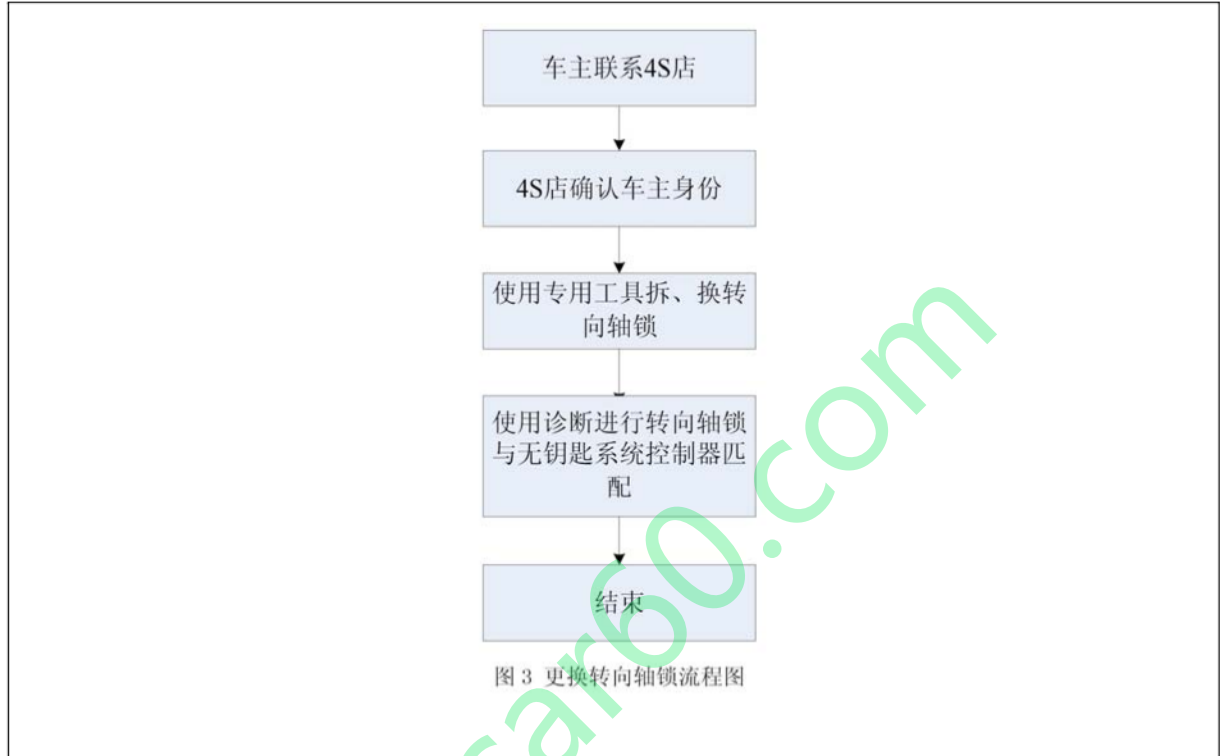 车主联系4S店
4S店确认车主身份
使用专用工具拆、换转
向轴锁
使用诊断进行转向轴锁
与无钥匙系统控制器匹
配
结束
图 3 更换转向轴锁流程图
sar60.com